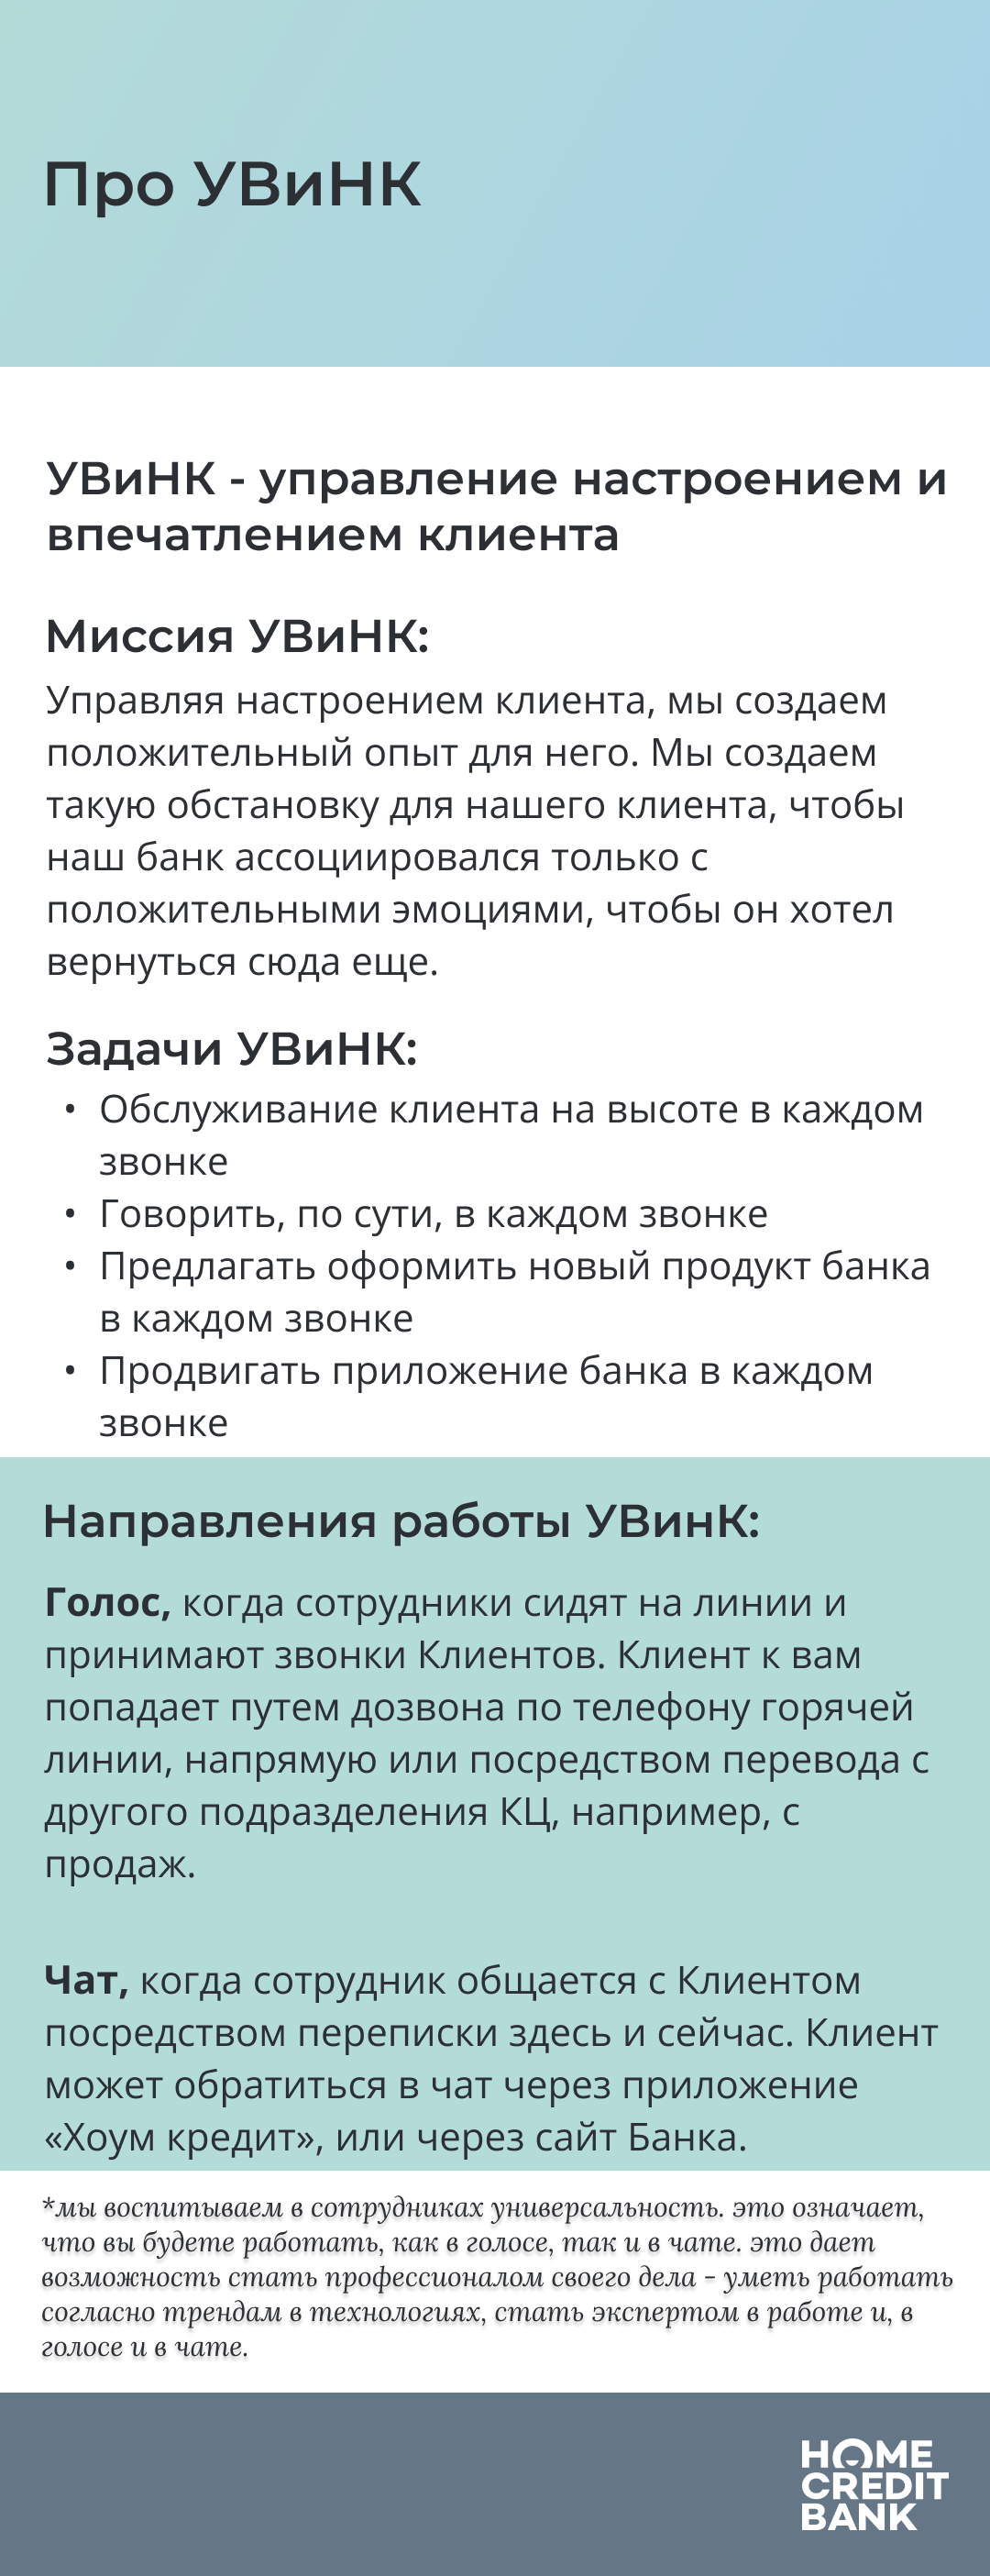 Про УВиНК
УВиНК - управление настроением и
впечатлением клиента
Миссия УВиНК:
Управляя настроением клиента, мы создаем
положительный опыт для него. Мы создаем
такую обстановку для нашего клиента, чтобы
наш банк ассоциировался только с
положительными эмоциями, чтобы он хотел
вернуться сюда еще.
Задачи УВиНК:
• Обслуживание клиента на высоте в каждом
звонке
• Говорить, по сути, в каждом звонке
• Предлагать оформить новый продукт банка
в каждом звонке
• Продвигать приложение банка в каждом
звонке
Направления работы УВинК:
Голос, когда сотрудники сидят на линии и
принимают звонки Клиентов. Клиент к вам
попадает путем дозвона по телефону горячей
линии, напрямую или посредством перевода с
другого подразделения КЦ, например, с
продаж.
Чат, когда сотрудник общается с Клиентом
посредством переписки здесь и сейчас. Клиент
может обратиться в чат через приложение
«Хоум кредит», или через сайт Банка.
*мы воспитываем в сотрудниках универсальность. это означает,
что вы будете работать, как в голосе, так и в чате. это дает
возможность стать профессионалом своего дела - уметь работать
согласно трендам в технологиях, стать экспертом в работе и, в
голосе и в чате.
HOME
CREDIT
BANK